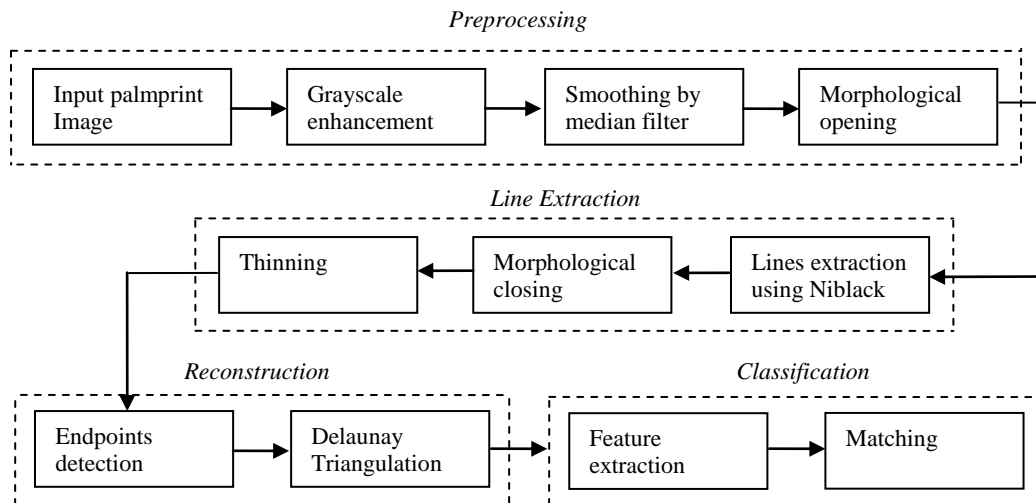 Preprocessing
Input palmprint
Image
Grayscale
enhancement
Smoothing by
median filter
Morphological
opening
Line Extraction
Thinning
Morphological
closing
Lines extraction
using Niblack
Reconstruction
Classification
Endpoints
detection
Delaunay
Triangulation
Feature
extraction
Matching